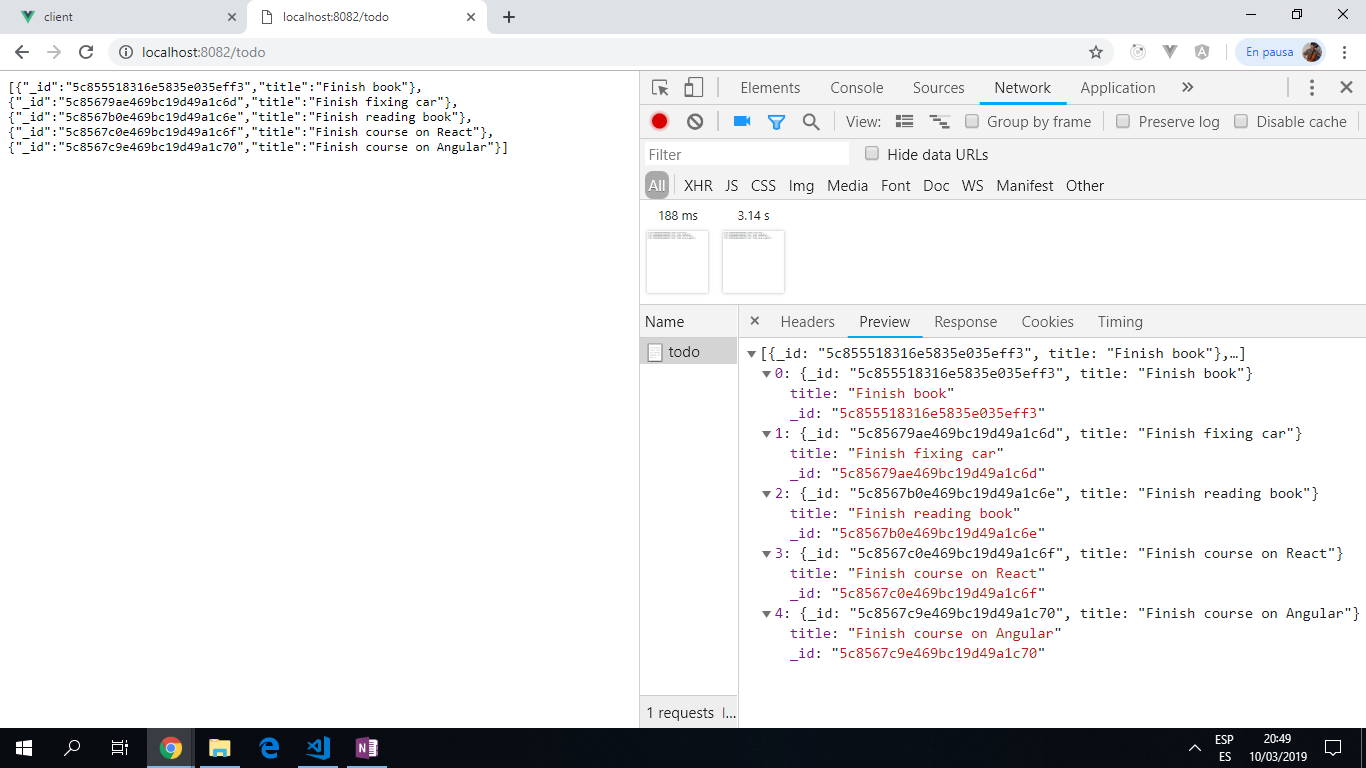 client
localhost:8082/todo
localhost:8082/todo
En pausa
[{"_id":"5c855518316e5835e035eff3","title":"Finish book"},
{"_id":"5c85679ae469bc19d49a1c6d","title":"Finish fixing car"},
{"_id":"5c8567b0e469bc19d49a1c6e","title":"Finish reading book"},
{"_id":"5c8567c0e469bc19d49a1c6f","title":"Finish course on React"},
{"_id":"5c8567c9e469bc19d49a1c70","title":"Finish course on Angular"}]
Elements Console Sources Network Application »
View: Group by frame Preserve log Disable cache
Filter Hide data URLs
All XHR JS CSS Img Media Font Doc WS Manifest Other
188 ms 3.14 s
Name
todo
× Headers Preview Response Cookies Timing
[{_id: "5c855518316e5835e035eff3", title: "Finish book"},…]
0: {_id: "5c855518316e5835e035eff3", title: "Finish book"}
title: "Finish book"
_id: "5c855518316e5835e035eff3"
1: {_id: "5c85679ae469bc19d49a1c6d", title: "Finish fixing car"}
title: "Finish fixing car"
_id: "5c85679ae469bc19d49a1c6d"
2: {_id: "5c8567b0e469bc19d49a1c6e", title: "Finish reading book"}
title: "Finish reading book"
_id: "5c8567b0e469bc19d49a1c6e"
3: {_id: "5c8567c0e469bc19d49a1c6f", title: "Finish course on React"}
title: "Finish course on React"
_id: "5c8567c0e469bc19d49a1c6f"
4: {_id: "5c8567c9e469bc19d49a1c70", title: "Finish course on Angular"}
title: "Finish course on Angular"
_id: "5c8567c9e469bc19d49a1c70"
1 requests
ESP
ES
20:49
10/03/2019